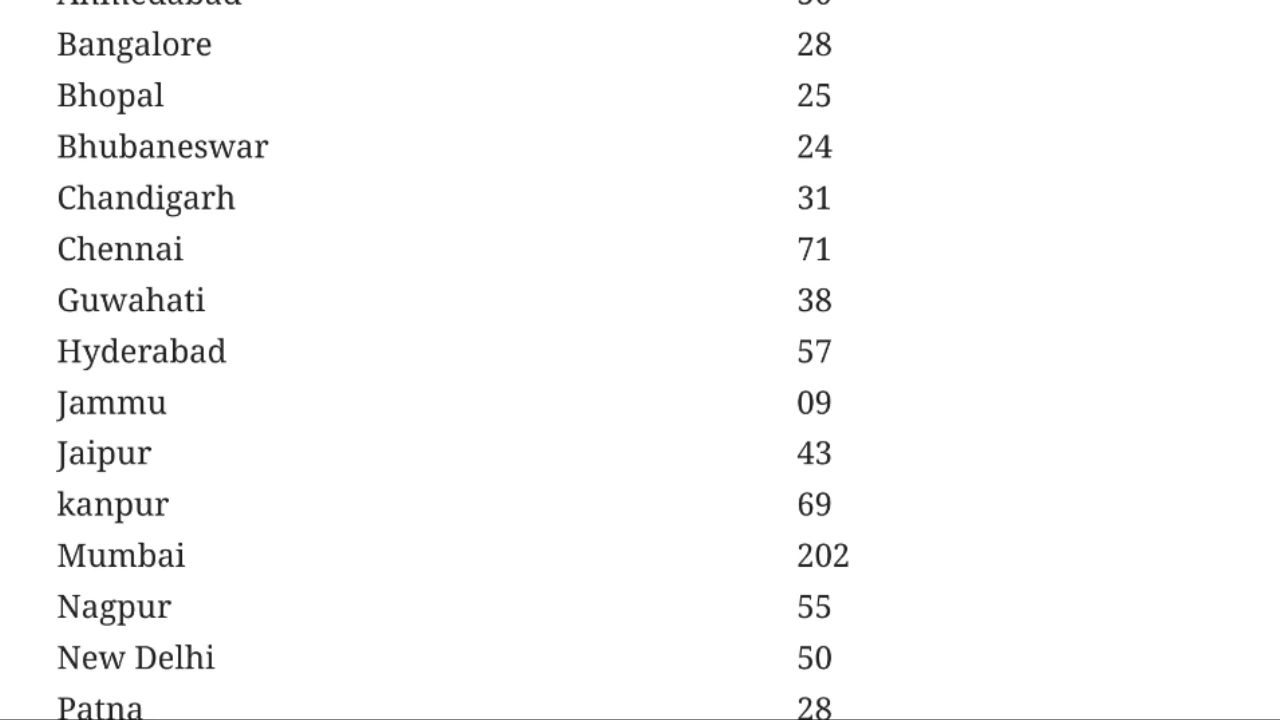 Bangalore 28
Bhopal 25
Bhubaneswar 24
Chandigarh 31
Chennai 71
Guwahati 38
Hyderabad 57
Jammu 09
Jaipur 43
kanpur 69
Mumbai 202
Nagpur 55
New Delhi 50
Patna 28